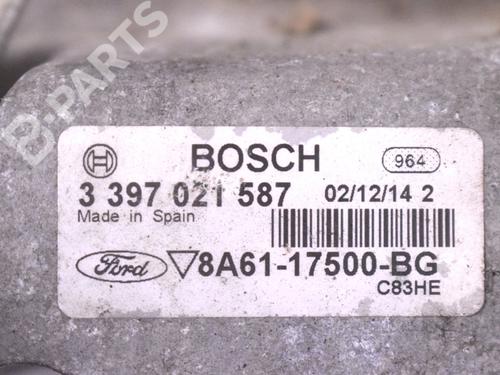 B-PARTS
BOSCH 964
3 397 021 587 02/12/14 2
Made in Spain
Ford 8A61-17500-BG
C83HE